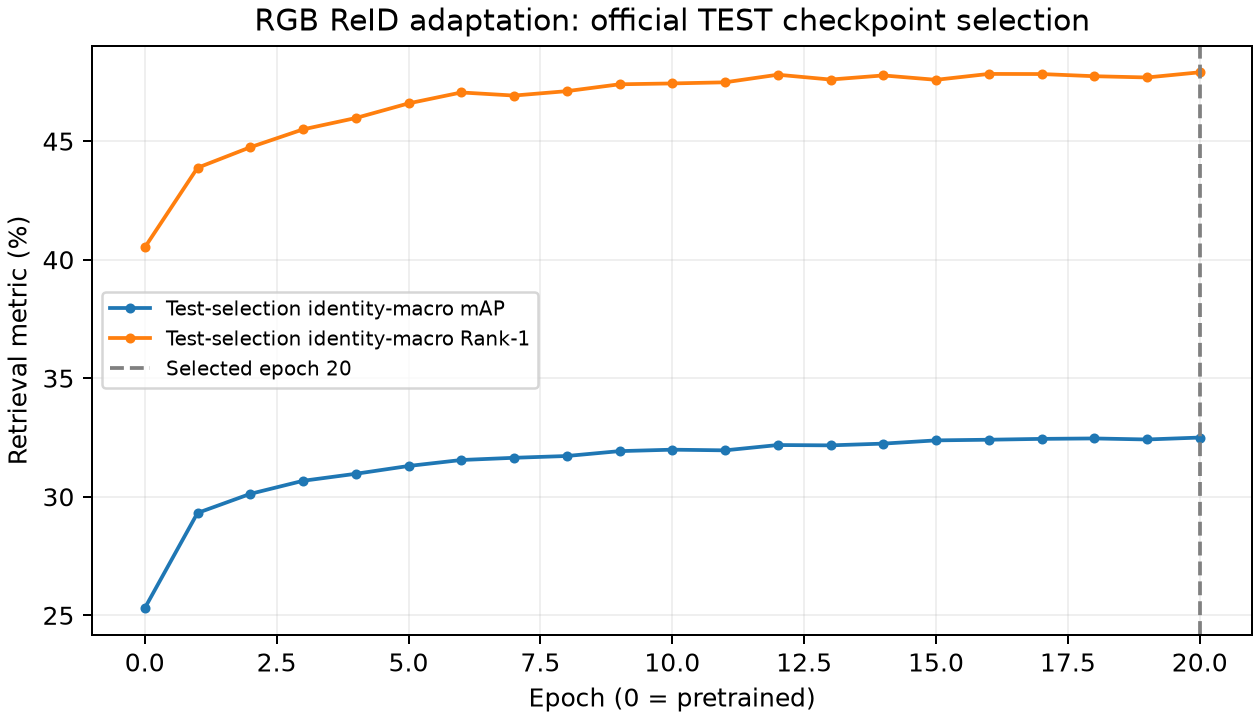 RGB ReID adaptation: official TEST checkpoint selection
Retrieval metric (%)
45
40
35
30
25
Test-selection identity-macro mAP
Test-selection identity-macro Rank-1
Selected epoch 20
0.0 2.5 5.0 7.5 10.0 12.5 15.0 17.5 20.0
Epoch (0 = pretrained)